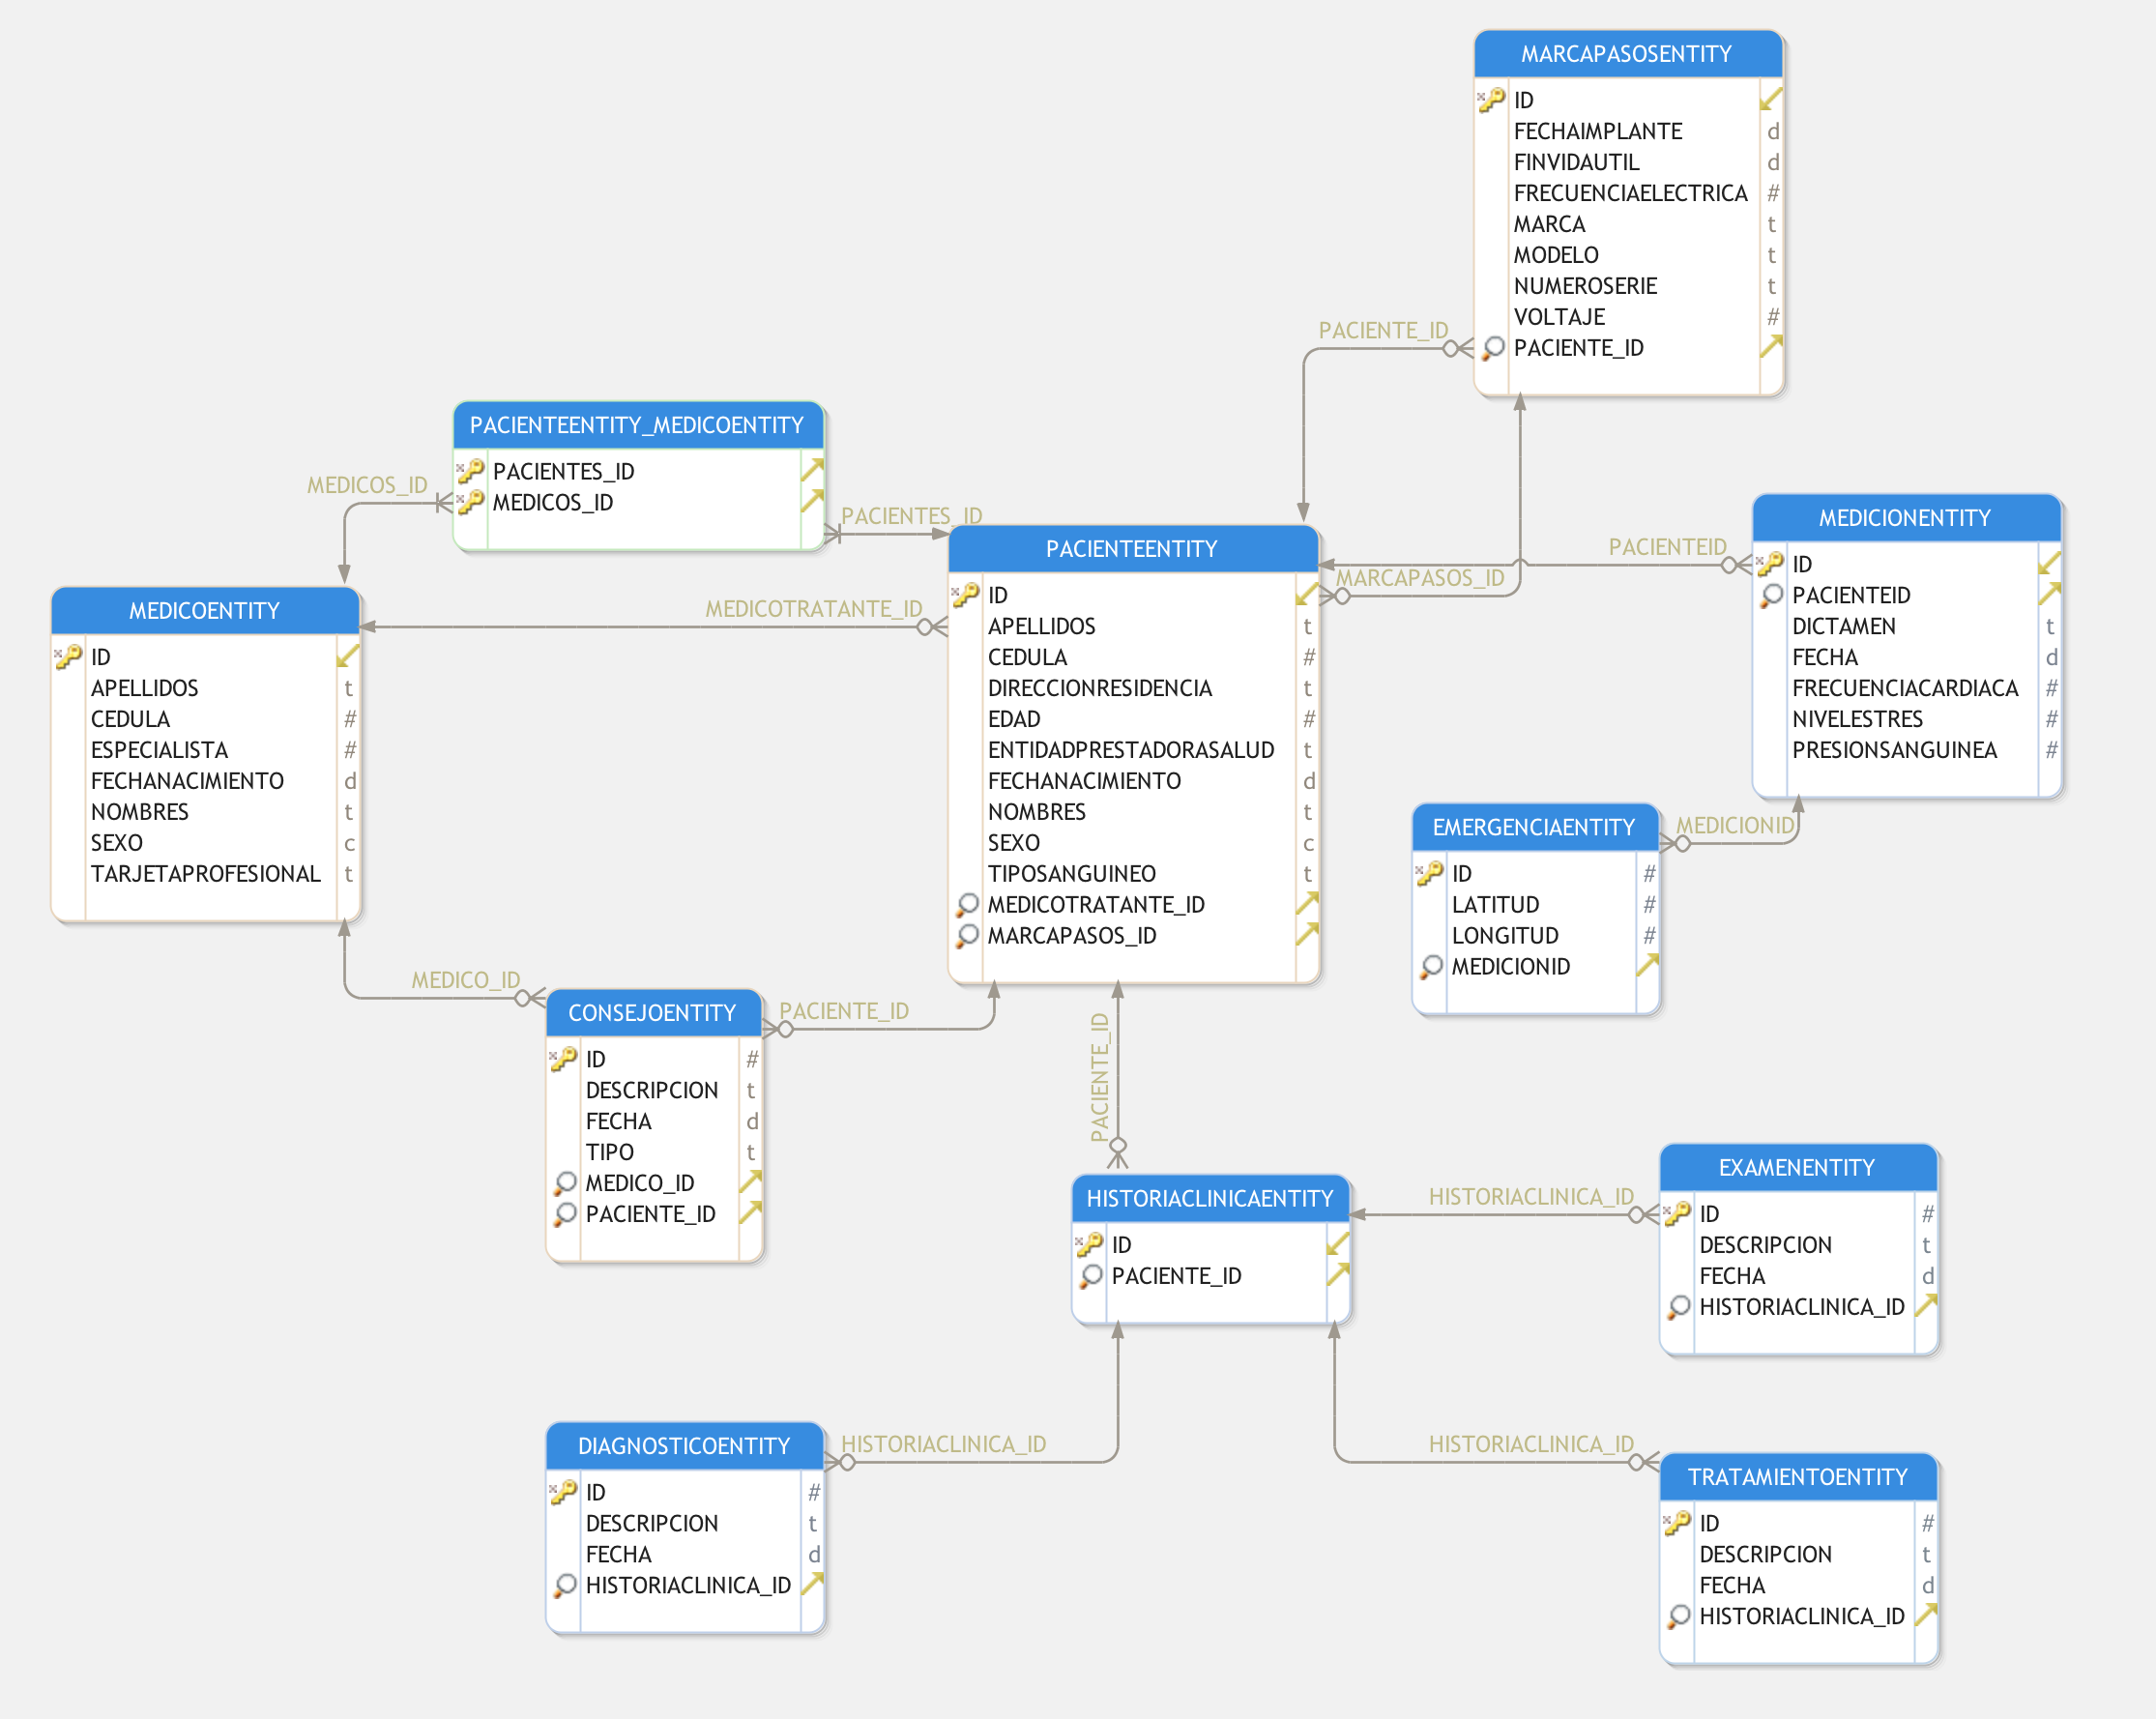 MARCAPASOSENTITY
ID
FECHAIMPLANTE d
FINVIDAUTIL d
FRECUENCIAELECTRICA #
MARCA t
MODELO t
NUMEROSERIE t
VOLTAJE #
PACIENTE_ID
PACIENTE_ID
PACIENTEENTITY_MEDICOENTITY
PACIENTES_ID
MEDICOS_ID
MEDICOS_ID
PACIENTES_ID
MEDICIONENTITY
ID
PACIENTEID
DICTAMEN t
FECHA d
FRECUENCIACARDIACA #
NIVELESTRES #
PRESIONSANGUINEA #
PACIENTEID
MARCAPASOS_ID
PACIENTEENTITY
ID
APELLIDOS t
CEDULA #
DIRECCIONRESIDENCIA t
EDAD #
ENTIDADPRESTADORASALUD t
FECHANACIMIENTO d
NOMBRES t
SEXO c
TIPOSANGUINEO t
MEDICOTRATANTE_ID
MARCAPASOS_ID
MEDICOTRATANTE_ID
MEDICOENTITY
ID
APELLIDOS t
CEDULA #
ESPECIALISTA #
FECHANACIMIENTO d
NOMBRES t
SEXO c
TARJETAPROFESIONAL t
EMERGENCIAENTITY
ID #
LATITUD #
LONGITUD #
MEDICIONID
MEDICIONID
MEDICO_ID
CONSEJOENTITY
ID #
DESCRIPCION t
FECHA d
TIPO t
MEDICO_ID
PACIENTE_ID
PACIENTE_ID
PACIENTE_ID
HISTORIACLINICAENTITY
ID
PACIENTE_ID
HISTORIACLINICA_ID
EXAMENENTITY
ID #
DESCRIPCION t
FECHA d
HISTORIACLINICA_ID
DIAGNOSTICOENTITY
ID #
DESCRIPCION t
FECHA d
HISTORIACLINICA_ID
HISTORIACLINICA_ID
HISTORIACLINICA_ID
TRATAMIENTOENTITY
ID #
DESCRIPCION t
FECHA d
HISTORIACLINICA_ID